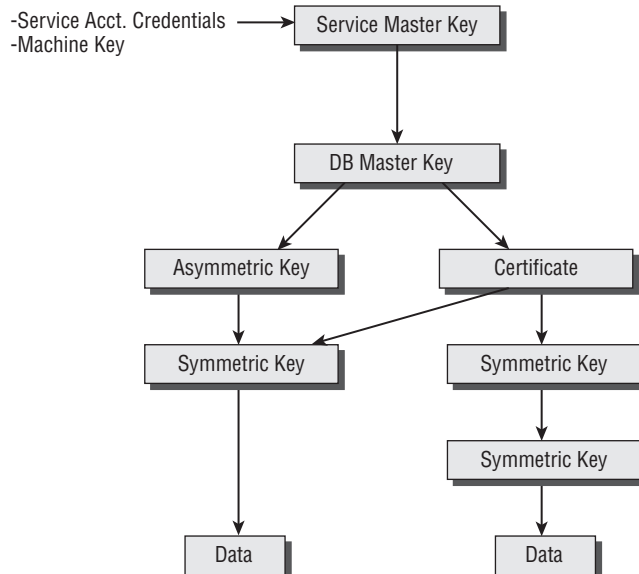 -Service Acct. Credentials
-Machine Key
Service Master Key
DB Master Key
Asymmetric Key
Certificate
Symmetric Key
Symmetric Key
Symmetric Key
Data
Data